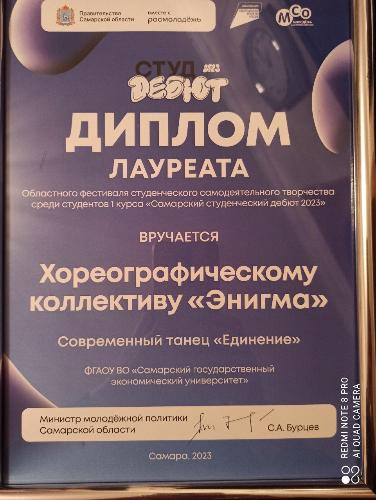 Правительство
Самарской области
вместе с
росмолодёжь
СТУД 2023
ДЕБЮТ
ДИПЛОМ
ЛАУРЕАТА
Областного фестиваля студенческого самодеятельного творчества
среди студентов 1 курса «Самарский студенческий дебют 2023»
ВРУЧАЕТСЯ
Хореографическому
коллективу «Энигма»
Современный танец «Единение»
ФГАОУ ВО «Самарский государственный
экономический университет»
Министр молодёжной политики
Самарской области
С.А. Бурцев
Самара, 2023
REDMI NOTE 8 PRO
AI QUAD CAMERA